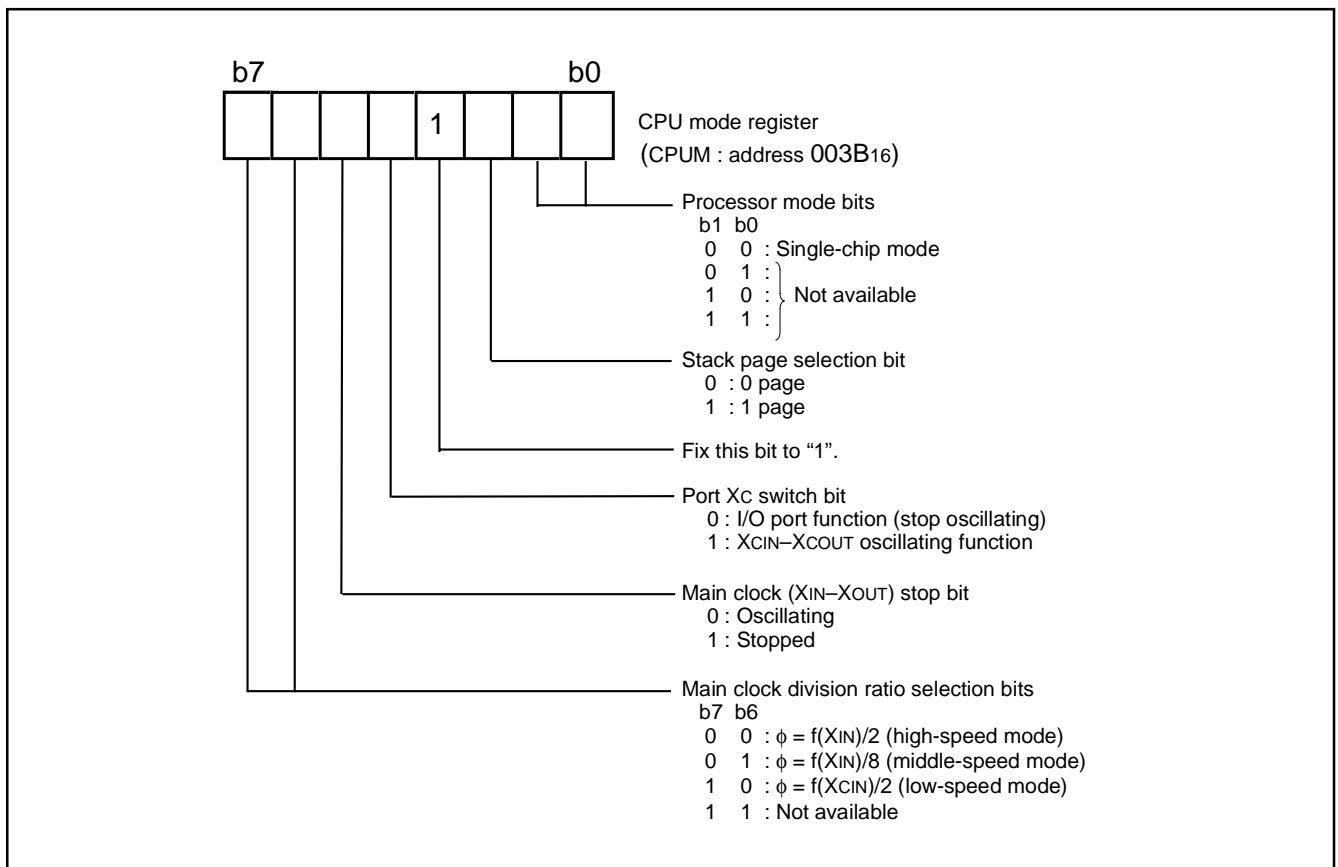 b7 b0
1
CPU mode register
(CPUM : address 003B16)
Processor mode bits
b1 b0
0 0 : Single-chip mode
0 1 :
1 0 : Not available
1 1 :
Stack page selection bit
0 : 0 page
1 : 1 page
Fix this bit to “1”.
Port XC switch bit
0 : I/O port function (stop oscillating)
1 : XCIN–XCOUT oscillating function
Main clock (XIN–XOUT) stop bit
0 : Oscillating
1 : Stopped
Main clock division ratio selection bits
b7 b6
0 0 : φ = f(XIN)/2 (high-speed mode)
0 1 : φ = f(XIN)/8 (middle-speed mode)
1 0 : φ = f(XCIN)/2 (low-speed mode)
1 1 : Not available